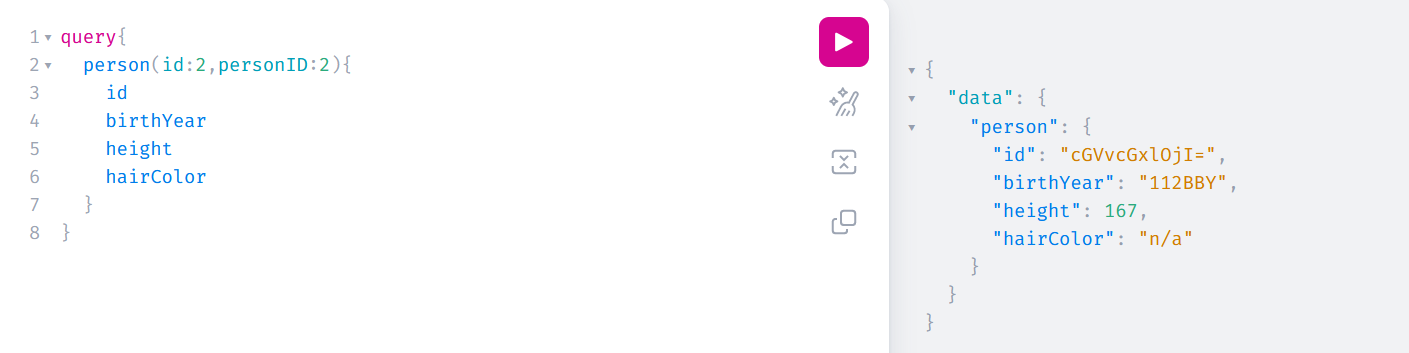 1 query{
2 person(id:2,personID:2){
3 id
4 birthYear
5 height
6 hairColor
7 }
8 }
{
"data": {
"person": {
"id": "cGVvcGxlOjI=",
"birthYear": "112BBY",
"height": 167,
"hairColor": "n/a"
}
}
}